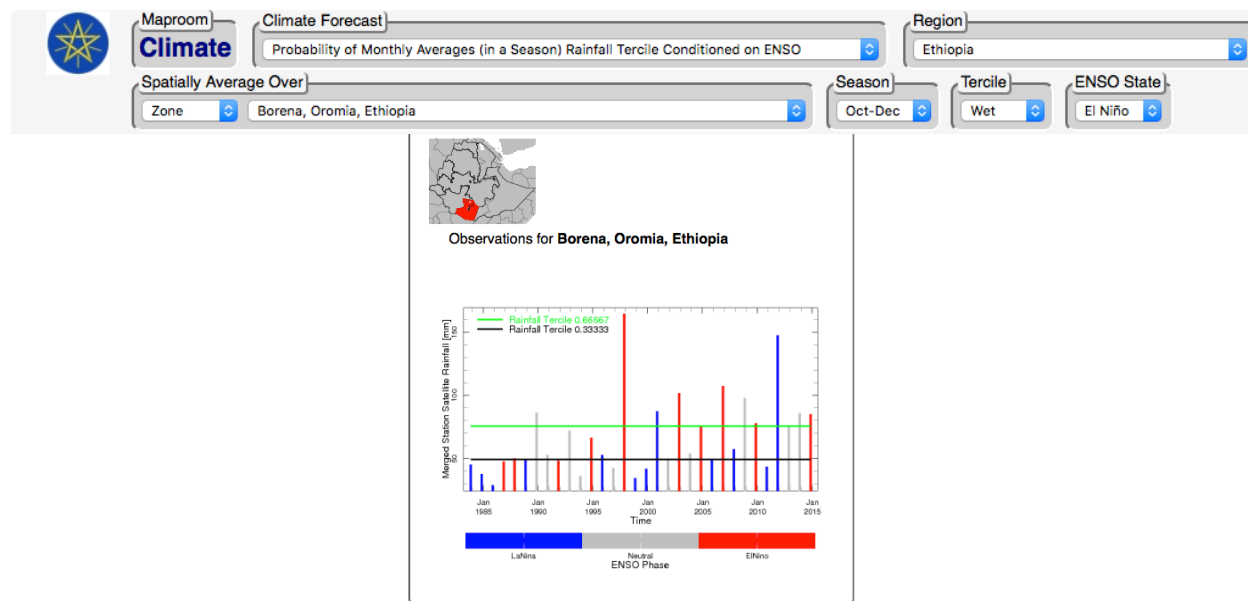 Maproom
Climate
Climate Forecast
Probability of Monthly Averages (in a Season) Rainfall Tercile Conditioned on ENSO
Region
Ethiopia
Spatially Average Over
Zone
Borena, Oromia, Ethiopia
Season
Oct-Dec
Tercile
Wet
ENSO State
El Niño
Observations for Borena, Oromia, Ethiopia
Rainfall Tercile 0.66667
Rainfall Tercile 0.33333
Merged Station Satellite Rainfall [mm]
150
100
50
Jan Jan Jan Jan Jan Jan Jan
1985 1990 1995 2000 2005 2010 2015
Time
LaNina Neutral ElNino
ENSO Phase